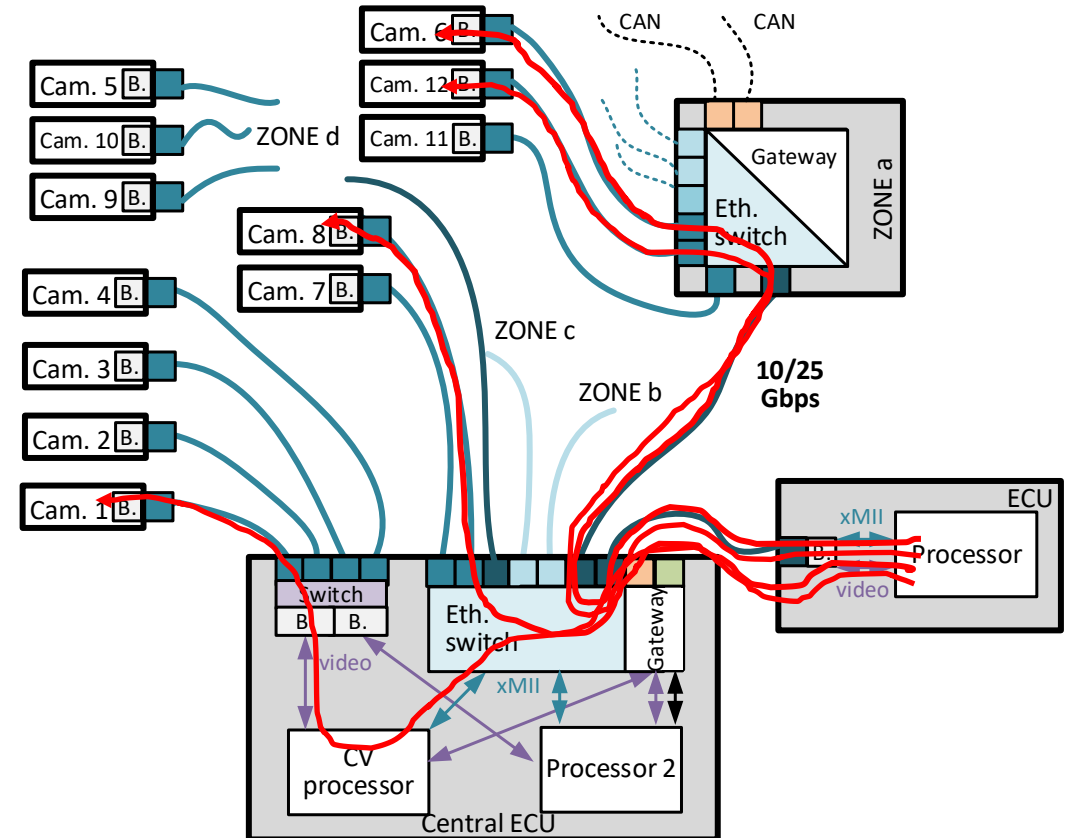 CAN
CAN
Cam. 6 B.
Cam. 5 B.
Cam. 12 B.
Cam. 10 B.
ZONE d
Cam. 11 B.
Cam. 9 B.
Gateway
Eth.
switch
ZONE a
Cam. 8 B.
Cam. 7 B.
Cam. 4 B.
Cam. 3 B.
Cam. 2 B.
Cam. 1 B.
ZONE c
ZONE b
10/25
Gbps
ECU
xMII
B.
Processor
video
Switch
B. B.
Eth.
switch
Gateway
video
xMII
CV
processor
Processor 2
Central ECU